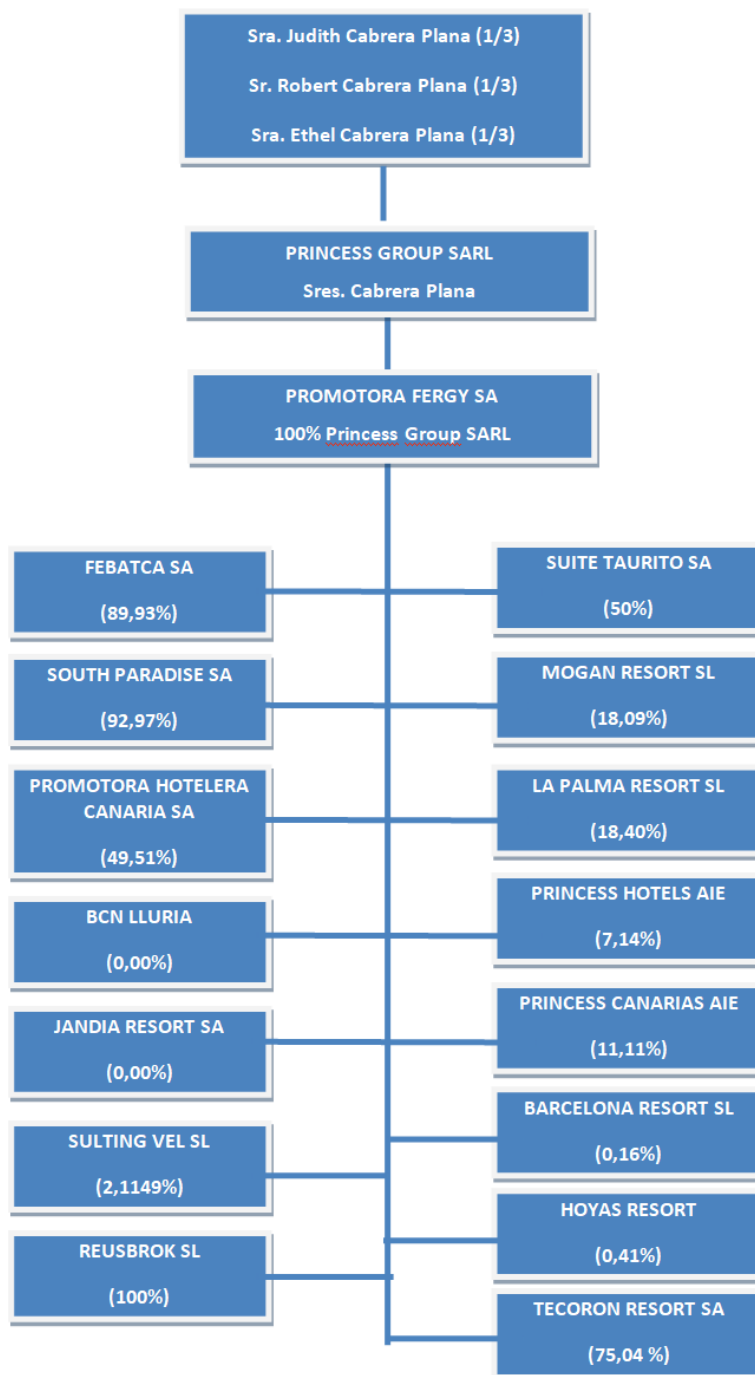 Sra. Judith Cabrera Plana (1/3)
Sr. Robert Cabrera Plana (1/3)
Sra. Ethel Cabrera Plana (1/3)
PRINCESS GROUP SARL
Sres. Cabrera Plana
PROMOTORA FERGY SA
100% Princess Group SARL
FEBATCA SA
(89,93%)
SUITE TAURITO SA
(50%)
SOUTH PARADISE SA
(92,97%)
MOGAN RESORT SL
(18,09%)
PROMOTORA HOTELERA
CANARIA SA
(49,51%)
LA PALMA RESORT SL
(18,40%)
BCN LLURIA
(0,00%)
PRINCESS HOTELS AIE
(7,14%)
JANDIA RESORT SA
(0,00%)
PRINCESS CANARIAS AIE
(11,11%)
SULTING VEL SL
(2,1149%)
BARCELONA RESORT SL
(0,16%)
REUSBROK SL
(100%)
HOYAS RESORT
(0,41%)
TECORON RESORT SA
(75,04 %)